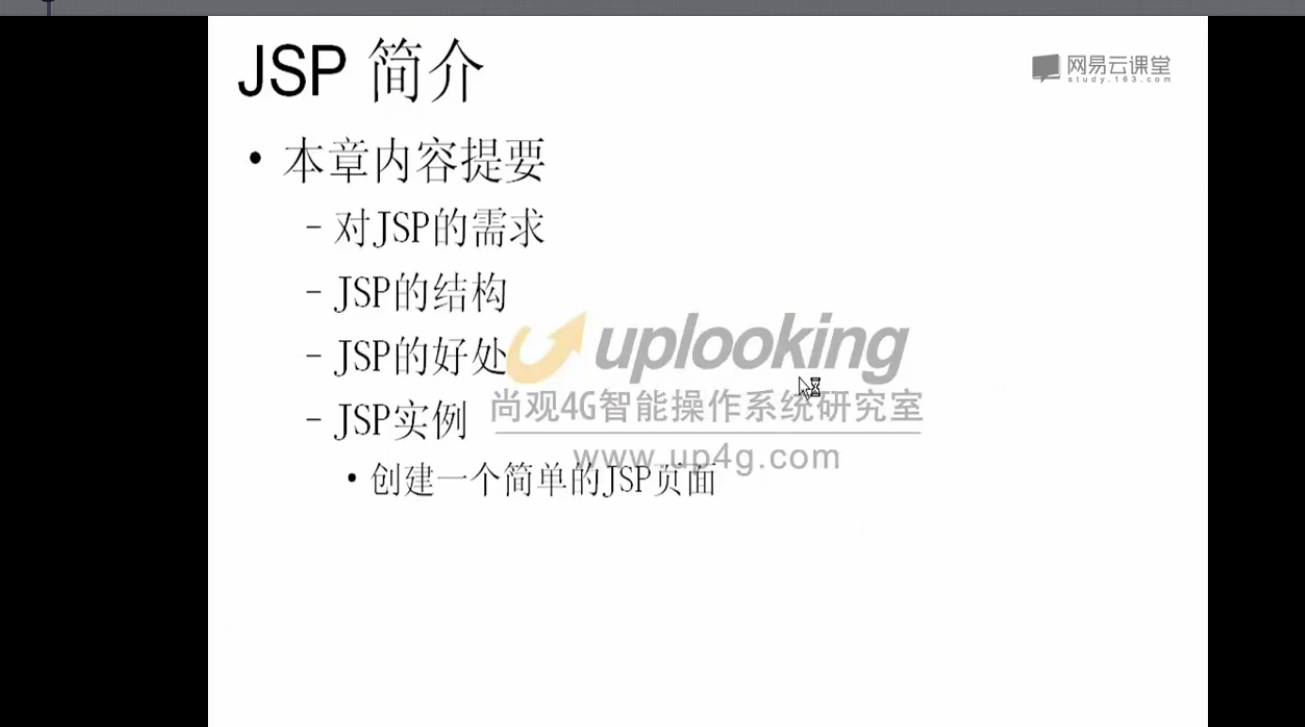 JSP 简介
网易云课堂
study.163.com
• 本章内容提要
– 对JSP的需求
– JSP的结构
– JSP的好处
uplooking
– JSP实例
尚观4G智能操作系统研究室
www.up4g.com
• 创建一个简单的JSP页面